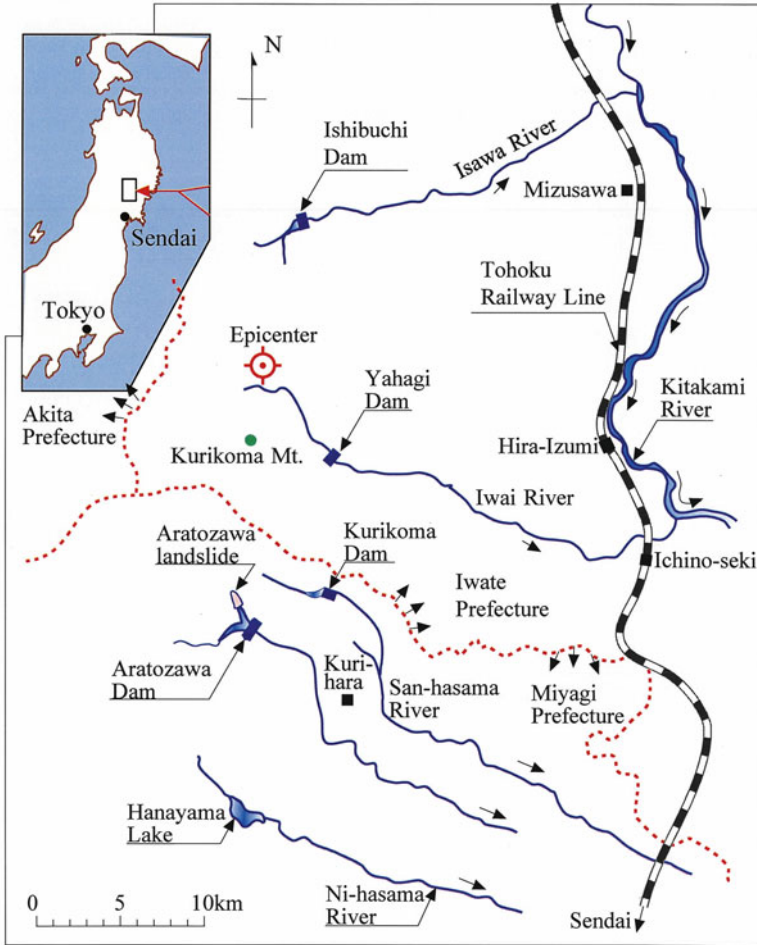 N
Ishibuchi
Dam
Isawa River
Mizusawa
Sendai
Tohoku
Railway Line
Tokyo
Epicenter
Yahagi
Dam
Kitakami
River
Akita
Prefecture
Kurikoma Mt.
Hira-Izumi
Iwai River
Aratozawa
landslide
Kurikoma
Dam
Ichino-seki
Iwate
Prefecture
Aratozawa
Dam
Kuri-
hara
San-hasama
River
Miyagi
Prefecture
Hanayama
Lake
Ni-hasama
River
0 5 10km
Sendai